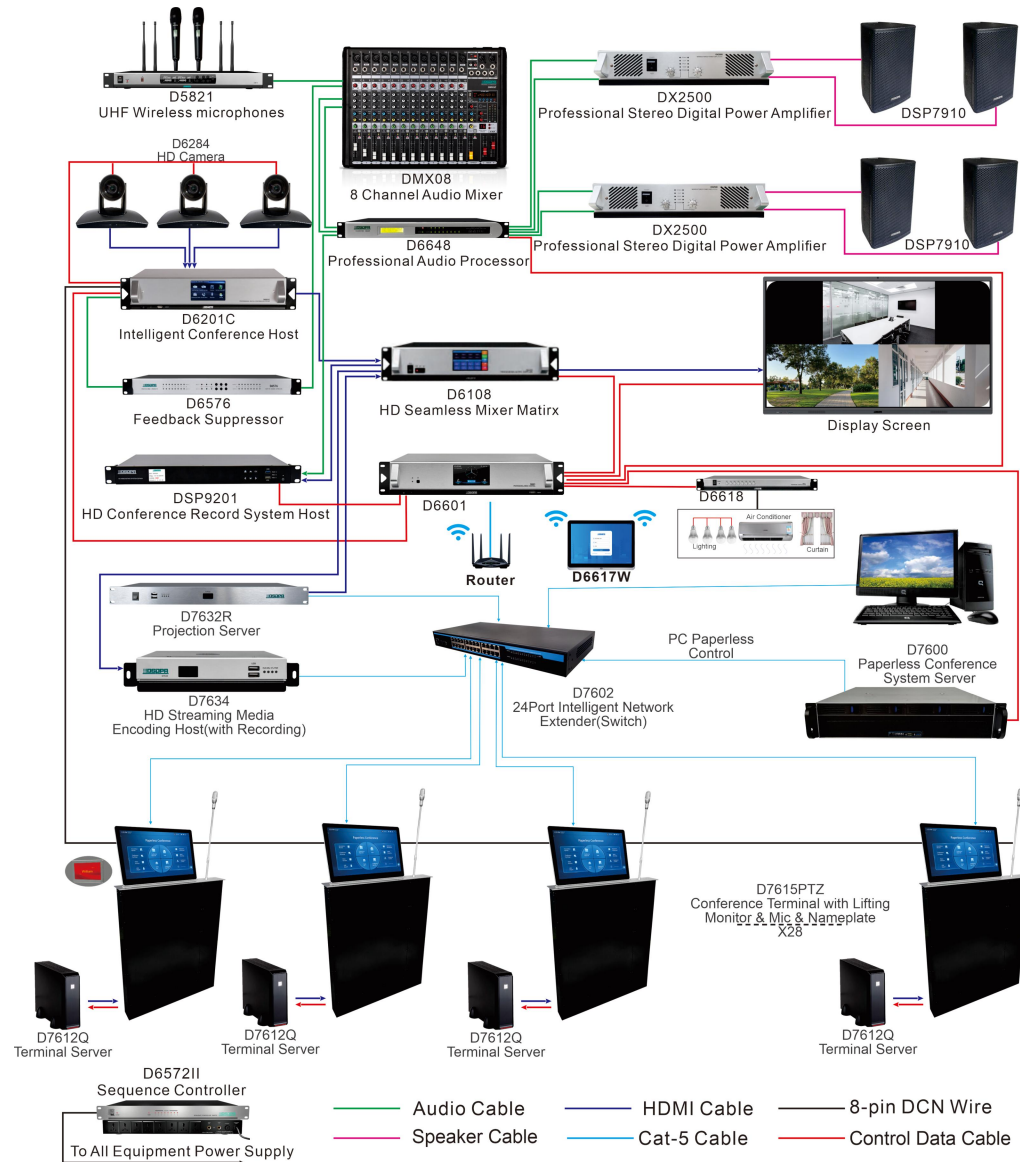 D5821
UHF Wireless microphones
DMX08
8 Channel Audio Mixer
DX2500
Professional Stereo Digital Power Amplifier
DSP7910
D6284
HD Camera
D6648
Professional Audio Processor
DX2500
Professional Stereo Digital Power Amplifier
DSP7910
D6201C
Intelligent Conference Host
D6576
Feedback Suppressor
D6108
HD Seamless Mixer Matirx
Display Screen
DSP9201
HD Conference Record System Host
D6601
D6618
Air Conditioner
Lighting
Curtain
Router
D6617W
D7632R
Projection Server
PC Paperless
Control
D7600
Paperless Conference
System Server
D7634
HD Streaming Media
Encoding Host(with Recording)
D7602
24Port Intelligent Network
Extender(Switch)
Paperless Conference
Paperless Conference
Paperless Conference
Paperless Conference
D7615PTZ
Conference Terminal with Lifting
Monitor & Mic & Nameplate
X28
D7612Q
Terminal Server
D7612Q
Terminal Server
D7612Q
Terminal Server
D7612Q
Terminal Server
D6572II
Sequence Controller
To All Equipment Power Supply
Audio Cable
HDMI Cable
8-pin DCN Wire
Speaker Cable
Cat-5 Cable
Control Data Cable